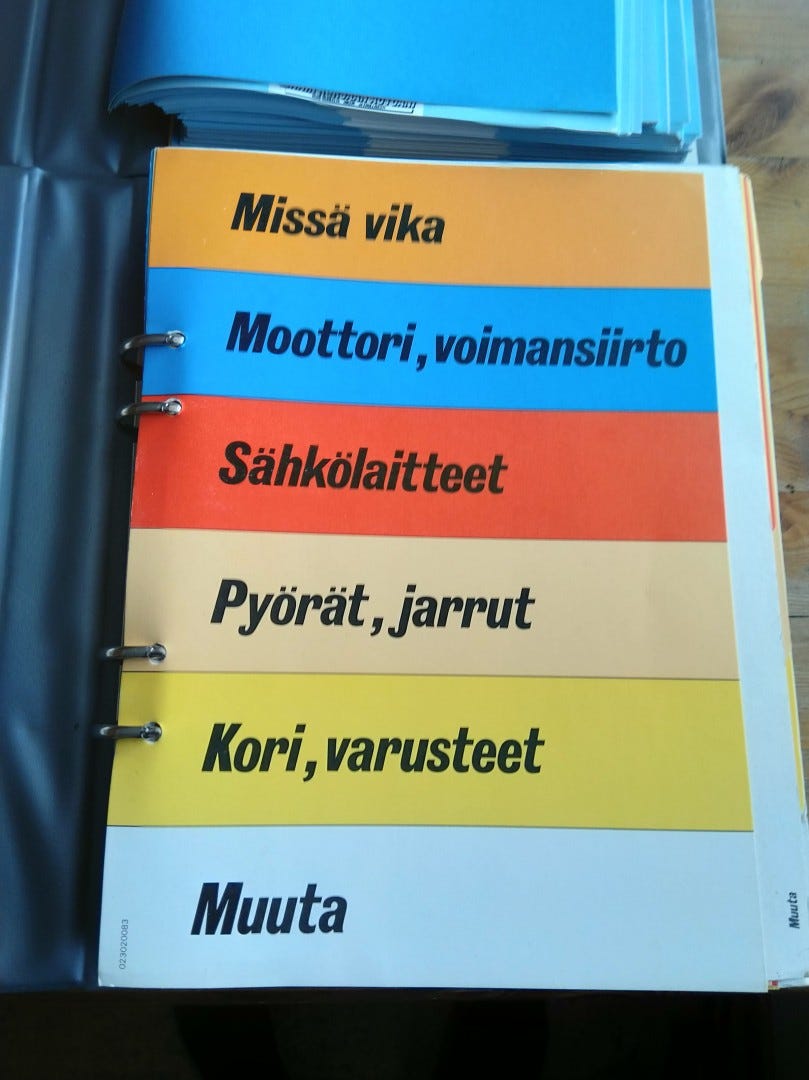 Missä vika
Moottori, voimansiirto
Sähkölaitteet
Pyörät, jarrut
Kori, varusteet
Muuta
023020083
Muuta